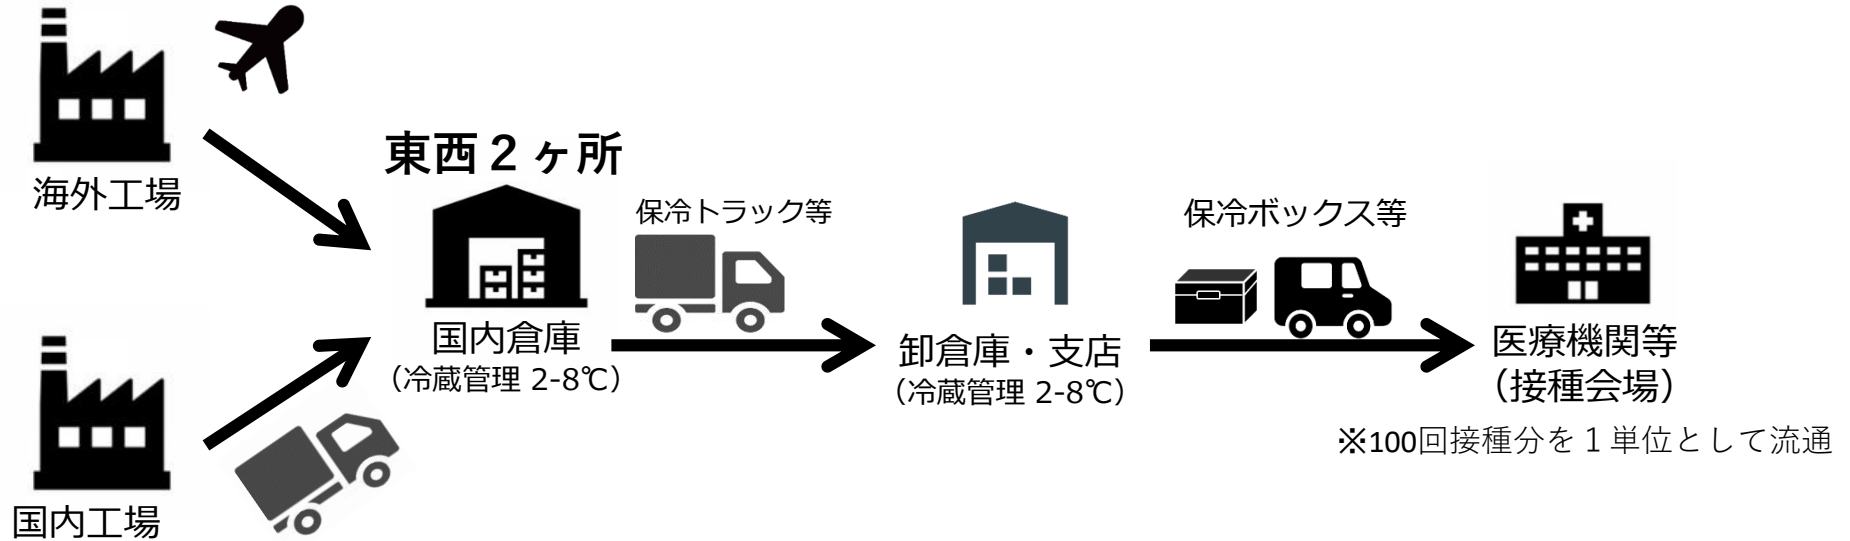 海外工場
国内工場
東西２ヶ所
国内倉庫
（冷蔵管理 2-8℃）
保冷トラック等
卸倉庫・支店
（冷蔵管理 2-8℃）
保冷ボックス等
医療機関等
（接種会場）
※100回接種分を１単位として流通